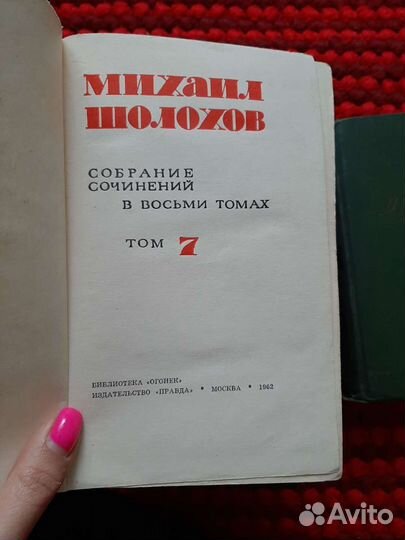 МИХАИЛ
ШОЛОХОВ
СОБРАНИЕ
СОЧИНЕНИЙ
В ВОСЬМИ ТОМАХ
ТОМ 7
БИБЛИОТЕКА «ОГОНЕК»
ИЗДАТЕЛЬСТВО «ПРАВДА» • МОСКВА • 1962
Avito